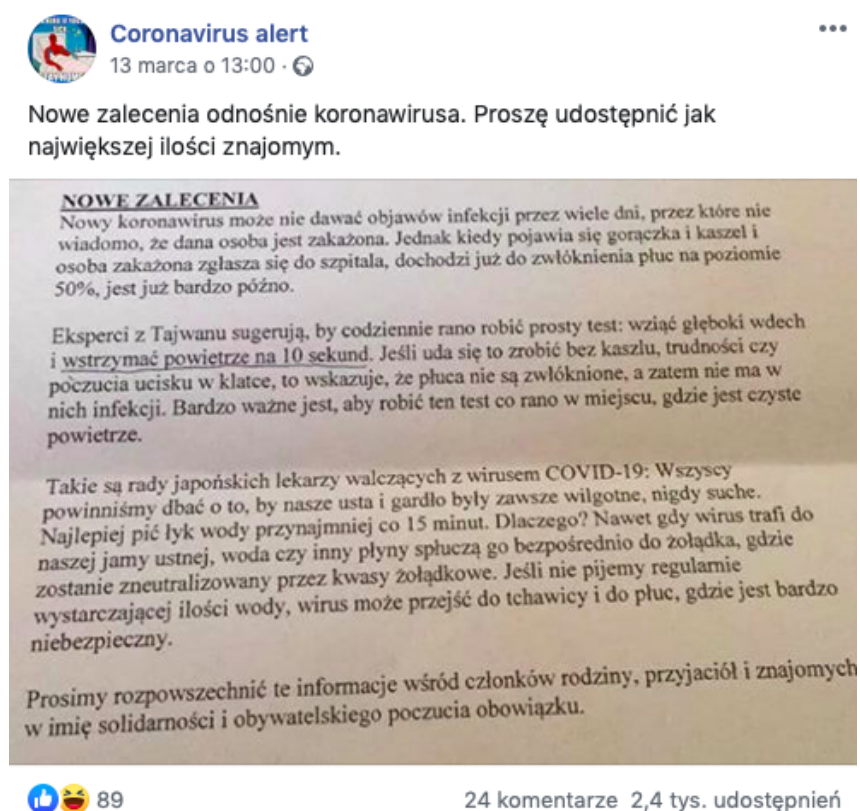 Coronavirus alert
13 marca o 13:00 ·
Nowe zalecenia odnośnie koronawirusa. Proszę udostępnić jak
największej ilości znajomym.
NOWE ZALECENIA
Nowy koronawirus może nie dawać objawów infekcji przez wiele dni, przez które nie
wiadomo, że dana osoba jest zakażona. Jednak kiedy pojawia się gorączka i kaszel i
osoba zakażona zgłasza się do szpitala, dochodzi już do zwłóknienia płuc na poziomie
50%, jest już bardzo późno.
Eksperci z Tajwanu sugerują, by codziennie rano robić prosty test: wziąć głęboki wdech
i wstrzymać powietrze na 10 sekund. Jeśli uda się to zrobić bez kaszlu, trudności czy
poczucia ucisku w klatce, to wskazuje, że płuca nie są zwłóknione, a zatem nie ma w
nich infekcji. Bardzo ważne jest, aby robić ten test co rano w miejscu, gdzie jest czyste
powietrze.
Takie są rady japońskich lekarzy walczących z wirusem COVID-19: Wszyscy
powinniśmy dbać o to, by nasze usta i gardło były zawsze wilgotne, nigdy suche.
Najlepiej pić łyk wody przynajmniej co 15 minut. Dlaczego? Nawet gdy wirus trafi do
naszej jamy ustnej, woda czy inny płyny spłuczą go bezpośrednio do żołądka, gdzie
zostanie zneutralizowany przez kwasy żołądkowe. Jeśli nie pijemy regularnie
wystarczającej ilości wody, wirus może przejść do tchawicy i do płuc, gdzie jest bardzo
niebezpieczny.
Prosimy rozpowszechnić te informacje wśród członków rodziny, przyjaciół i znajomych
w imię solidarności i obywatelskiego poczucia obowiązku.
89
24 komentarze 2,4 tys. udostępnień